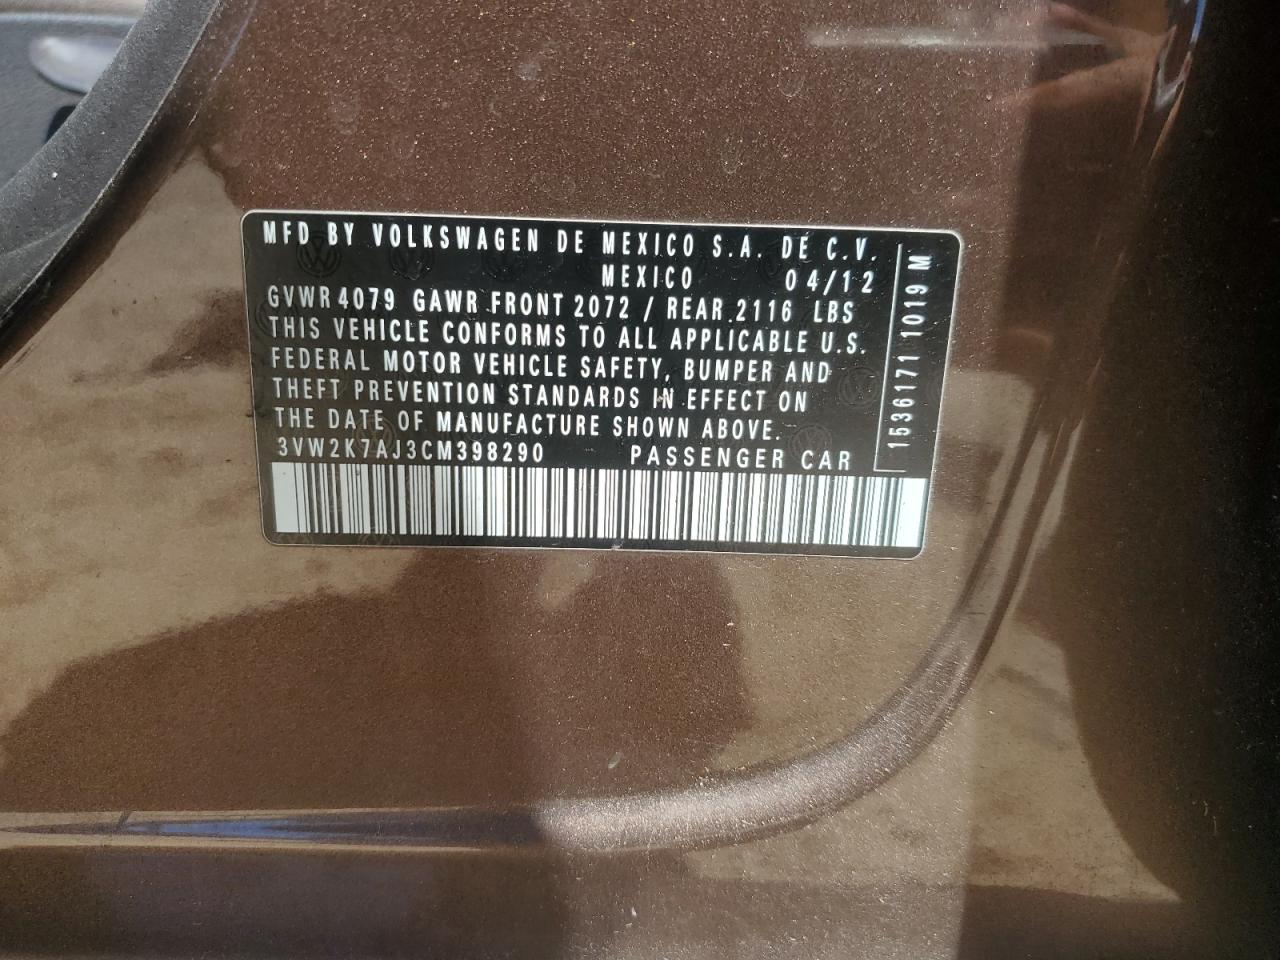 MFD BY VOLKSWAGEN DE MEXICO S.A. DE C.V.
MEXICO 04/12
GVWR 4079 GAWR FRONT 2072 / REAR 2116 LBS
THIS VEHICLE CONFORMS TO ALL APPLICABLE U.S.
FEDERAL MOTOR VEHICLE SAFETY, BUMPER AND
THEFT PREVENTION STANDARDS IN EFFECT ON
THE DATE OF MANUFACTURE SHOWN ABOVE.
3VW2K7AJ3CM398290 PASSENGER CAR
1536171 1019 M